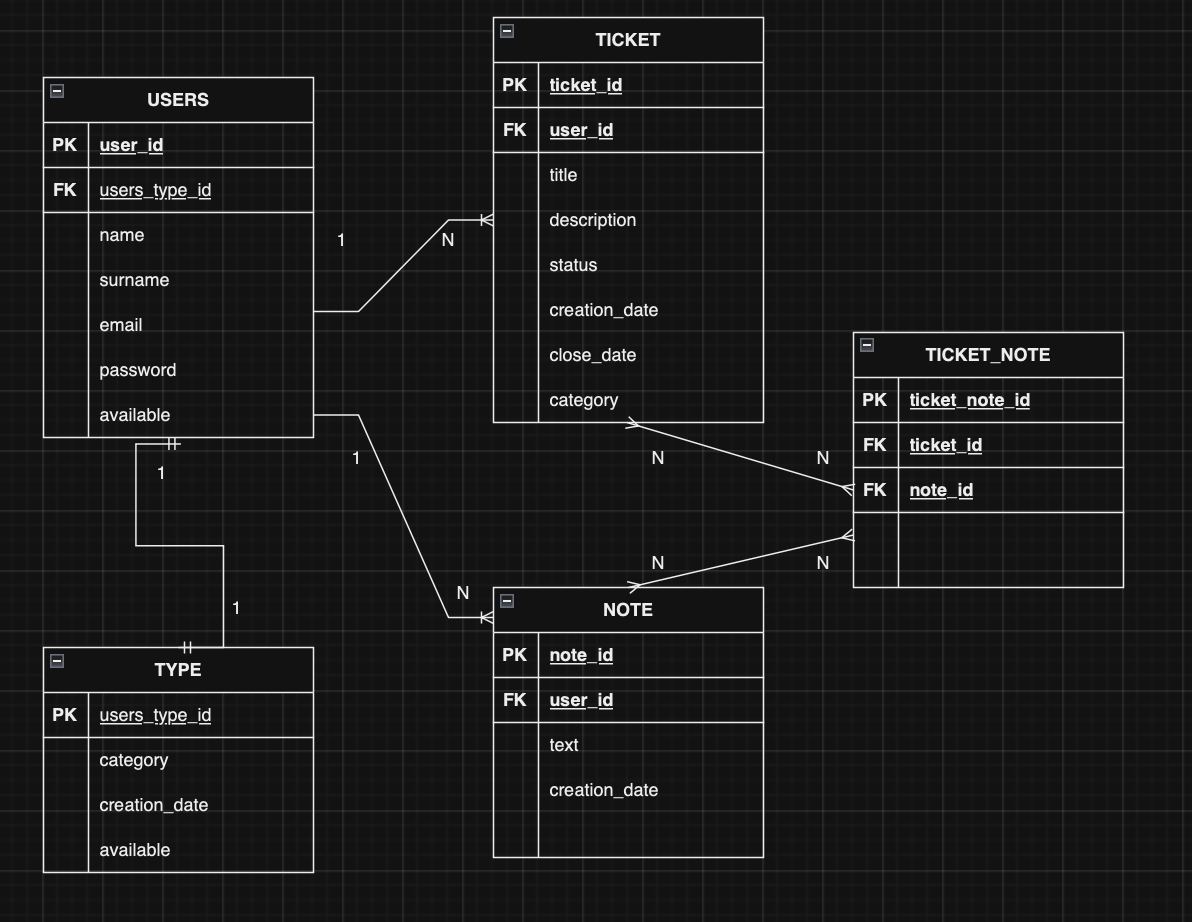 USERS
PK user_id
FK users_type_id
name
surname
email
password
available
TICKET
PK ticket_id
FK user_id
title
description
status
creation_date
close_date
category
TICKET_NOTE
PK ticket_note_id
FK ticket_id
FK note_id
NOTE
PK note_id
FK user_id
text
creation_date
TYPE
PK users_type_id
category
creation_date
available
1
N
1
N
1
1
N
N
N
N